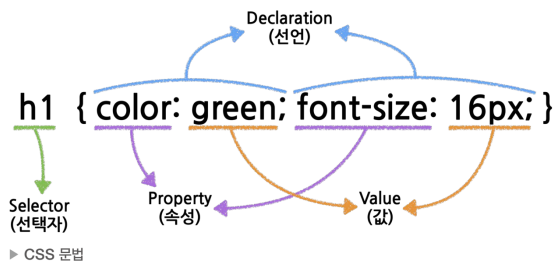 Declaration
(선언)
h1 { color: green; font-size: 16px; }
Selector
(선택자)
Property
(속성)
Value
(값)
▶ CSS 문법